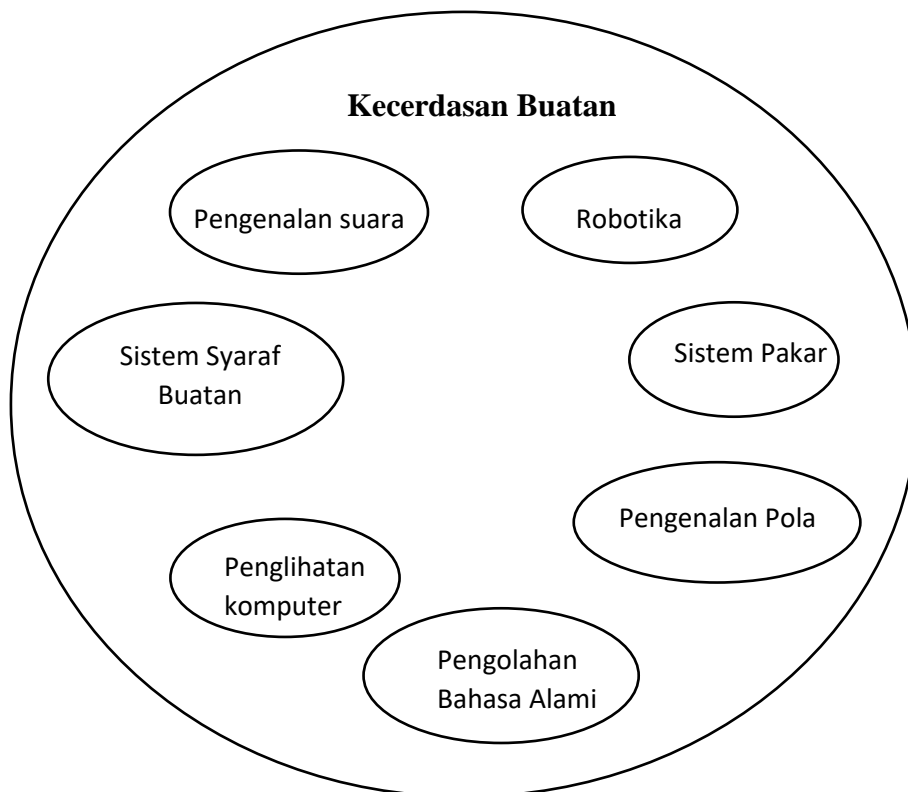 Kecerdasan Buatan
Pengenalan suara
Robotika
Sistem Syaraf
Buatan
Sistem Pakar
Pengenalan Pola
Penglihatan
komputer
Pengolahan
Bahasa Alami